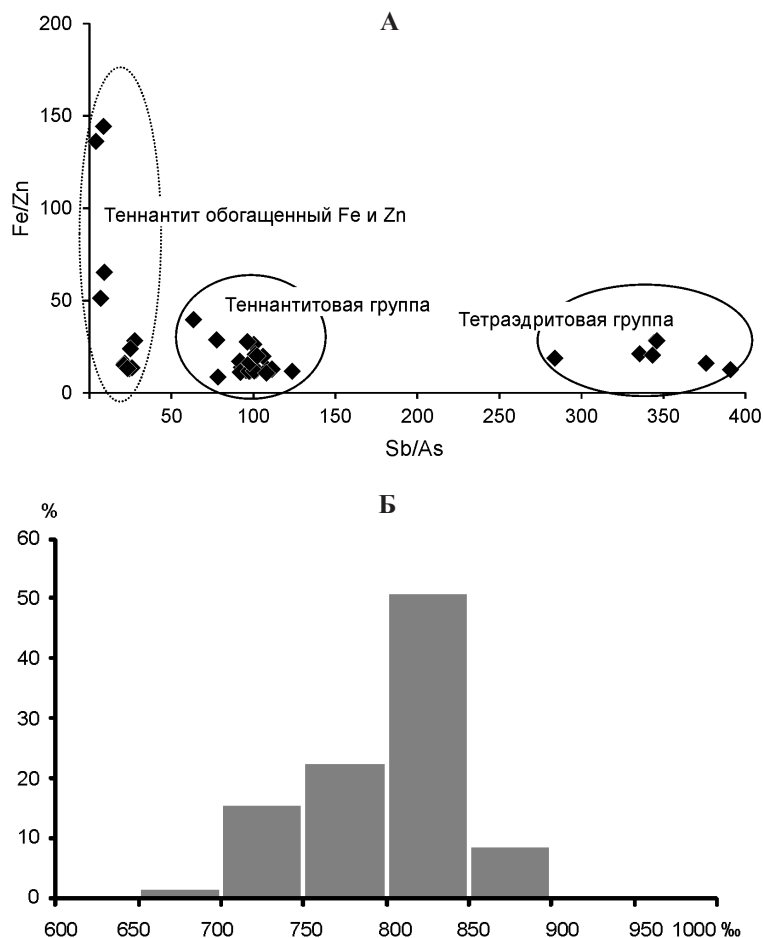 А
200
150
100
50
0
Fe/Zn
Теннантит обогащенный Fe и Zn
Теннантитовая группа
Тетраэдритовая группа
50 100 150 200 250 300 350 400
Sb/As
Б
%
60
50
40
30
20
10
0
600 650 700 750 800 850 900 950 1000 ‰